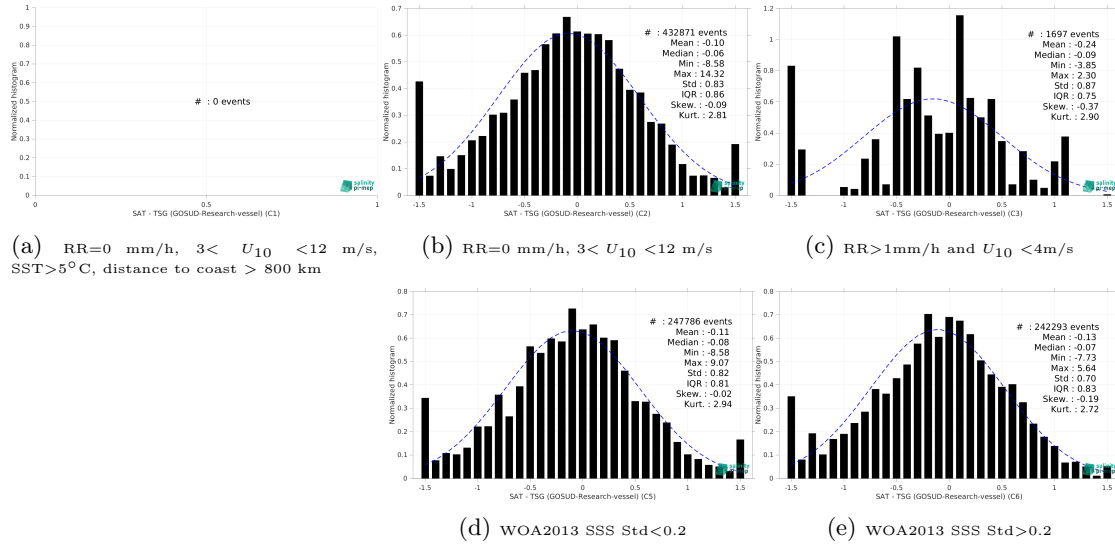 1
0.9
0.8
0.7
0.6
0.5
0.4
0.3
0.2
0.1
0
Normalized histogram
# : 0 events
0 0.5 1
SAT - TSG (GOSUD-Research-vessel) (C1)
salinity
pi-mep
(a) RR=0 mm/h, 3< U10 <12 m/s,
SST>5°C, distance to coast > 800 km
0.7
0.6
0.5
0.4
0.3
0.2
0.1
0
Normalized histogram
# : 432871 events
Mean : -0.10
Median : -0.06
Min : -8.58
Max : 14.32
Std : 0.83
IQR : 0.86
Skew. : -0.09
Kurt. : 2.81
-1.5 -1 -0.5 0 0.5 1 1.5
SAT - TSG (GOSUD-Research-vessel) (C2)
salinity
pi-mep
(b) RR=0 mm/h, 3< U10 <12 m/s
1.2
1
0.8
0.6
0.4
0.2
0
Normalized histogram
# : 1697 events
Mean : -0.24
Median : -0.09
Min : -3.85
Max : 2.30
Std : 0.87
IQR : 0.75
Skew. : -0.37
Kurt. : 2.90
-1.5 -1 -0.5 0 0.5 1 1.5
SAT - TSG (GOSUD-Research-vessel) (C3)
salinity
pi-mep
(c) RR>1mm/h and U10 <4m/s
0.8
0.7
0.6
0.5
0.4
0.3
0.2
0.1
0
Normalized histogram
# : 247786 events
Mean : -0.11
Median : -0.08
Min : -8.58
Max : 9.07
Std : 0.82
IQR : 0.81
Skew. : -0.02
Kurt. : 2.94
-1.5 -1 -0.5 0 0.5 1 1.5
SAT - TSG (GOSUD-Research-vessel) (C5)
salinity
pi-mep
(d) WOA2013 SSS Std<0.2
0.8
0.7
0.6
0.5
0.4
0.3
0.2
0.1
0
Normalized histogram
# : 242293 events
Mean : -0.13
Median : -0.07
Min : -7.73
Max : 5.64
Std : 0.70
IQR : 0.83
Skew. : -0.19
Kurt. : 2.72
-1.5 -1 -0.5 0 0.5 1 1.5
SAT - TSG (GOSUD-Research-vessel) (C6)
salinity
pi-mep
(e) WOA2013 SSS Std>0.2